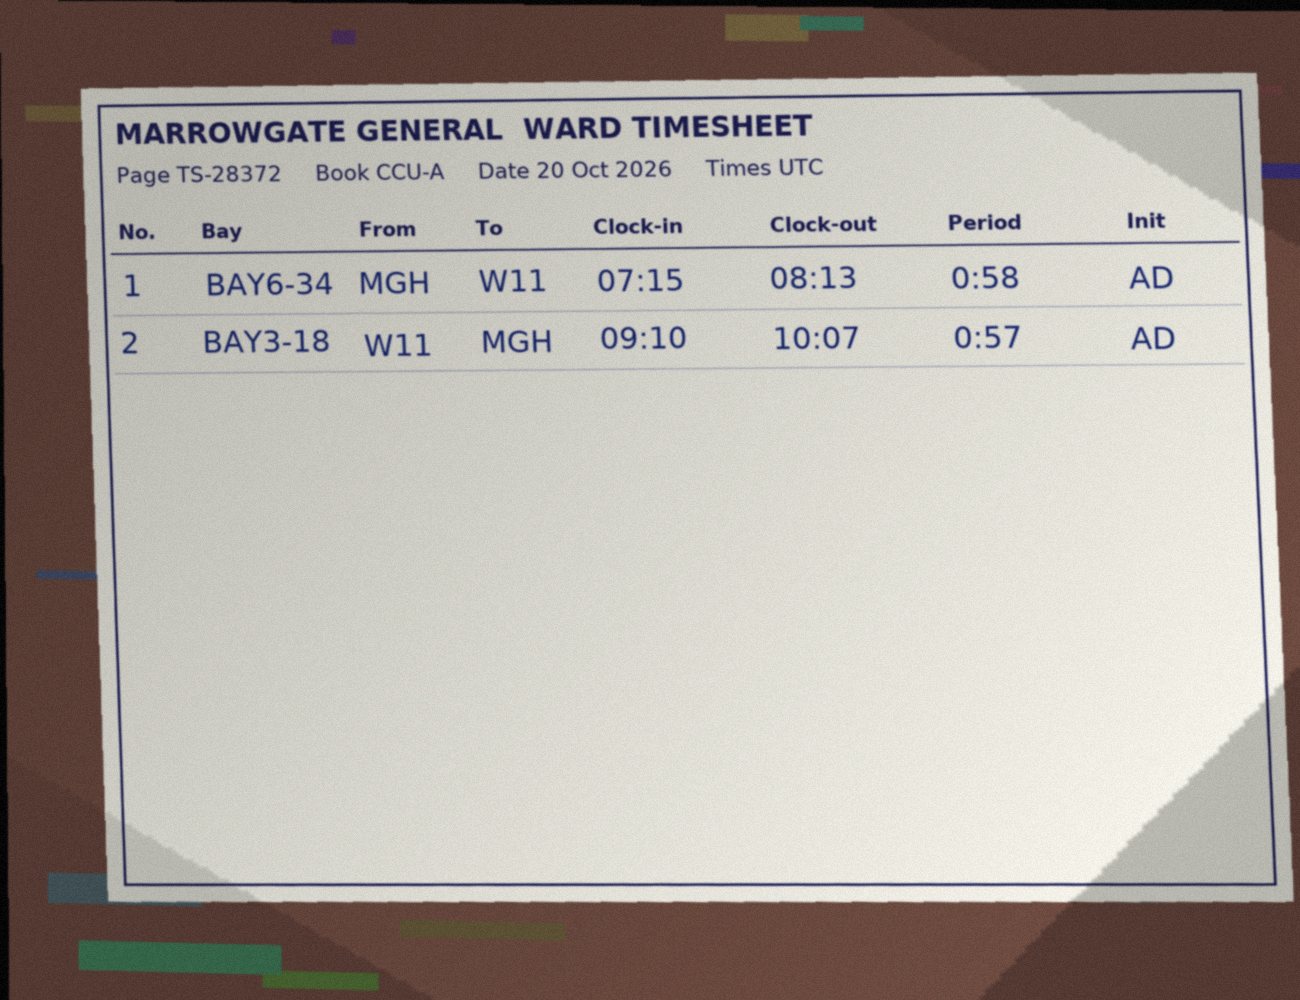 MARROWGATE GENERAL WARD TIMESHEET
Page TS-28372 Book CCU-A Date 20 Oct 2026 Times UTC
No. Bay From To Clock-in Clock-out Period Init
1 BAY6-34 MGH W11 07:15 08:13 0:58 AD
2 BAY3-18 W11 MGH 09:10 10:07 0:57 AD